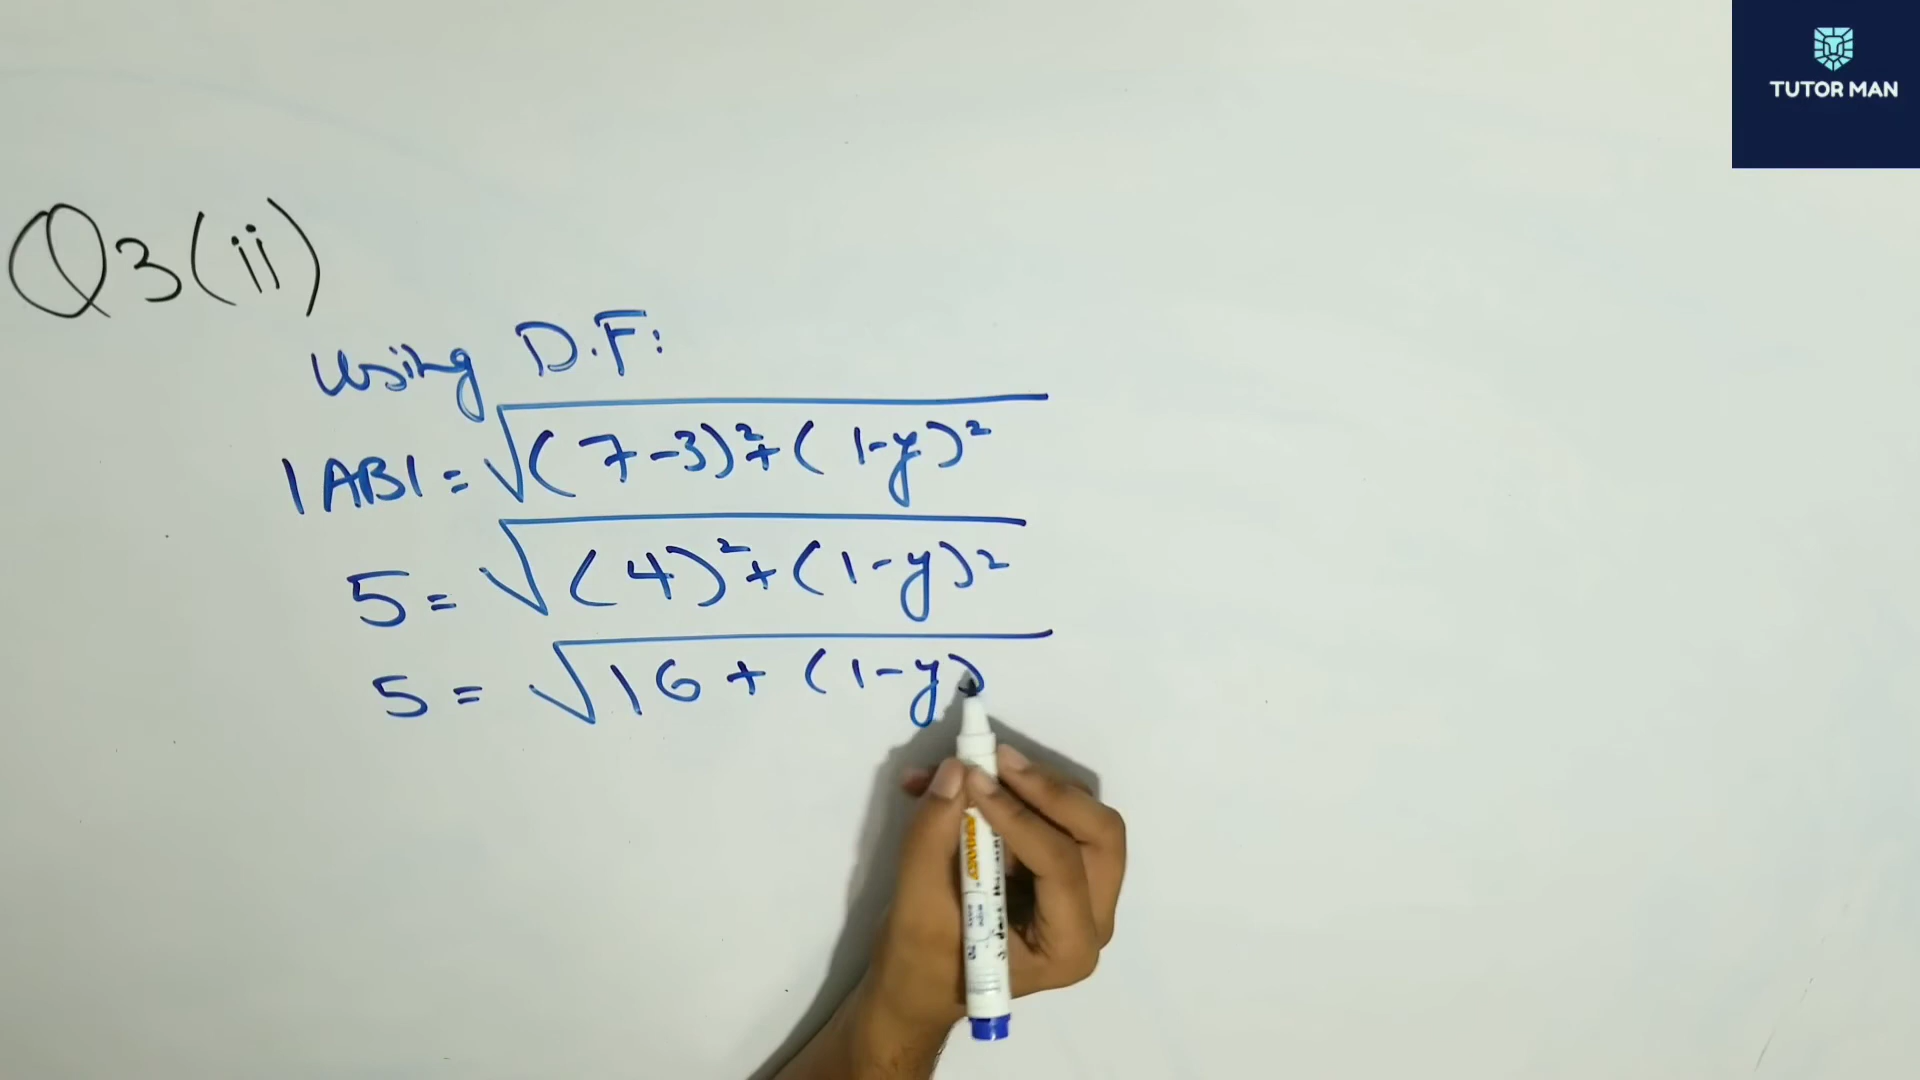 TUTOR MAN
Q3(ii)
Using D.F:
|AB| = √(7-3)²+(1-y)²
5 = √(4)²+(1-y)²
5 = √16 + (1-y)